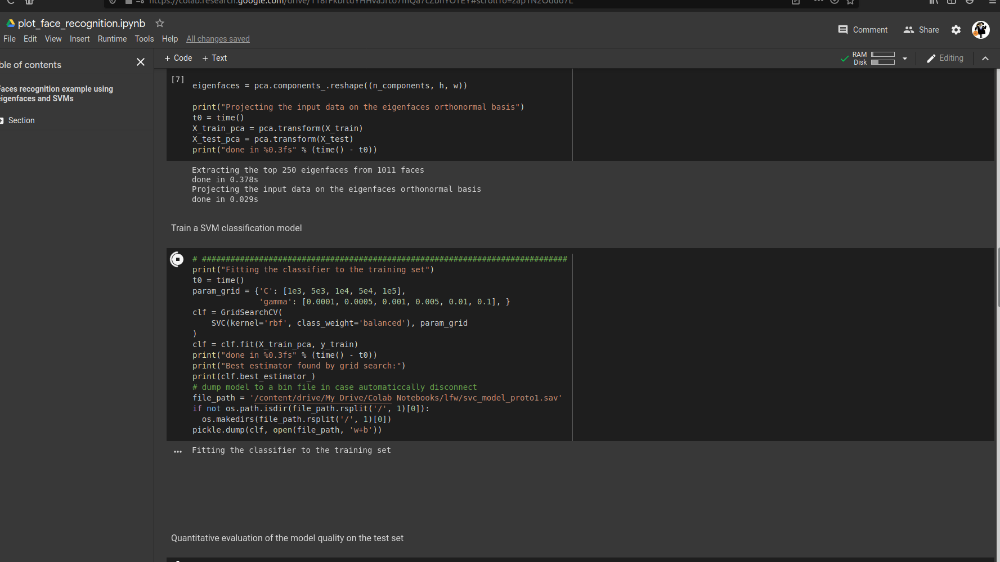 plot_face_recognition.ipynb
Comment
Share
File Edit View Insert Runtime Tools Help All changes saved
ble of contents
+ Code + Text
RAM
Disk
Editing
Faces recognition example using
eigenfaces and SVMs
Section
[7]
eigenfaces = pca.components_.reshape((n_components, h, w))
print("Projecting the input data on the eigenfaces orthonormal basis")
t0 = time()
X_train_pca = pca.transform(X_train)
X_test_pca = pca.transform(X_test)
print("done in %0.3fs" % (time() - t0))
Extracting the top 250 eigenfaces from 1011 faces
done in 0.378s
Projecting the input data on the eigenfaces orthonormal basis
done in 0.029s
Train a SVM classification model
# #############################################################################
print("Fitting the classifier to the training set")
t0 = time()
param_grid = {'C': [1e3, 5e3, 1e4, 5e4, 1e5],
'gamma': [0.0001, 0.0005, 0.001, 0.005, 0.01, 0.1], }
clf = GridSearchCV(
SVC(kernel='rbf', class_weight='balanced'), param_grid
)
clf = clf.fit(X_train_pca, y_train)
print("done in %0.3fs" % (time() - t0))
print("Best estimator found by grid search:")
print(clf.best_estimator_)
# dump model to a bin file in case automaticcally disconnect
file_path = '/content/drive/My Drive/Colab Notebooks/lfw/svc_model_proto1.sav'
if not os.path.isdir(file_path.rsplit('/', 1)[0]):
os.makedirs(file_path.rsplit('/', 1)[0])
pickle.dump(clf, open(file_path, 'w+b'))
... Fitting the classifier to the training set
Quantitative evaluation of the model quality on the test set